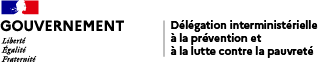 GOUVERNEMENT
Liberté
Égalité
Fraternité
Délégation interministérielle
à la prévention et
à la lutte contre la pauvreté